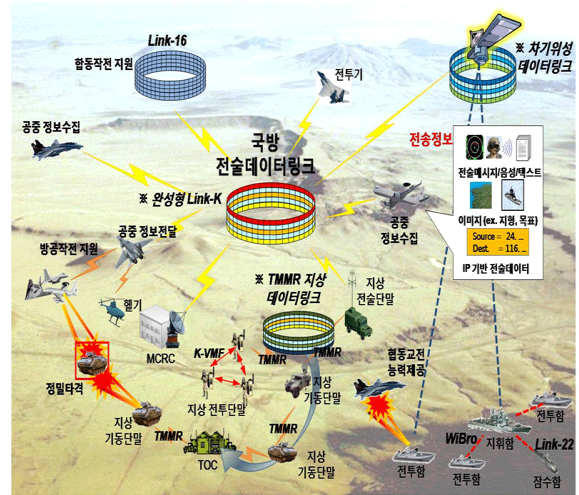 Link-16
합동작전 지원
전투기
※ 차기위성
데이터링크
공중 정보수집
국방
전술데이터링크
전송정보
전술메시지/음성/텍스트
이미지 (ex. 지형, 목표)
Source = 24. ...
Dest. = 116. ...
IP 기반 전술데이터
※ 완성형 Link-K
공중
정보수집
공중 정보전달
방공작전 지원
헬기
MCRC
※ TMMR 지상
데이터링크
지상
전술단말
K-VMF
TMMR
TMMR
지상 전투단말
지상
기동단말
협동교전
능력제공
정밀타격
지상
기동단말
TMMR
TOC
TMMR
지상
기동단말
전투함
WiBro
전투함
지휘함
전투함
Link-22
잠수함